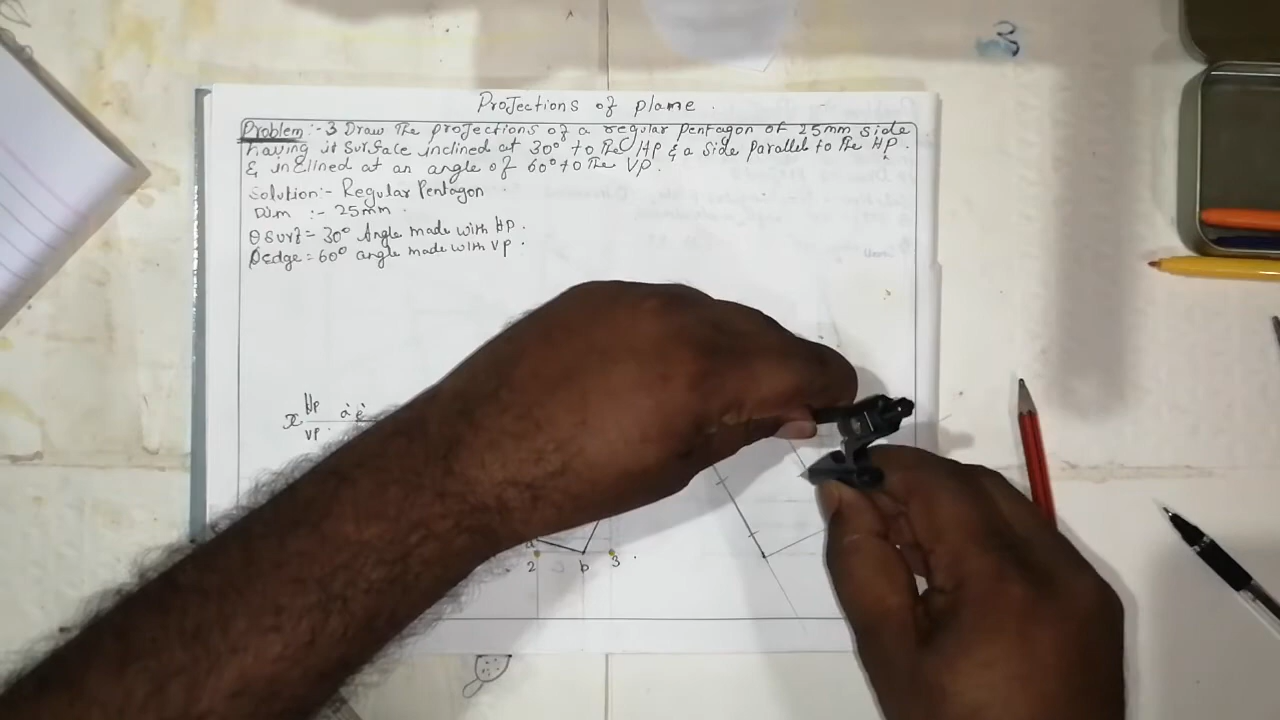 Projections of plame.
Problem:-3 Draw The projections of a regular pentagon of 25mm side
having it surface inclined at 30° to the HP & a side parallel to the HP.
& inclined at an angle of 60° to the VP.
Solution:- Regular Pentagon
Dim :- 25mm.
θ surf = 30° Angle made with HP.
φ edge = 60° angle made with VP.
3
HP
x
VP.
2 b 3